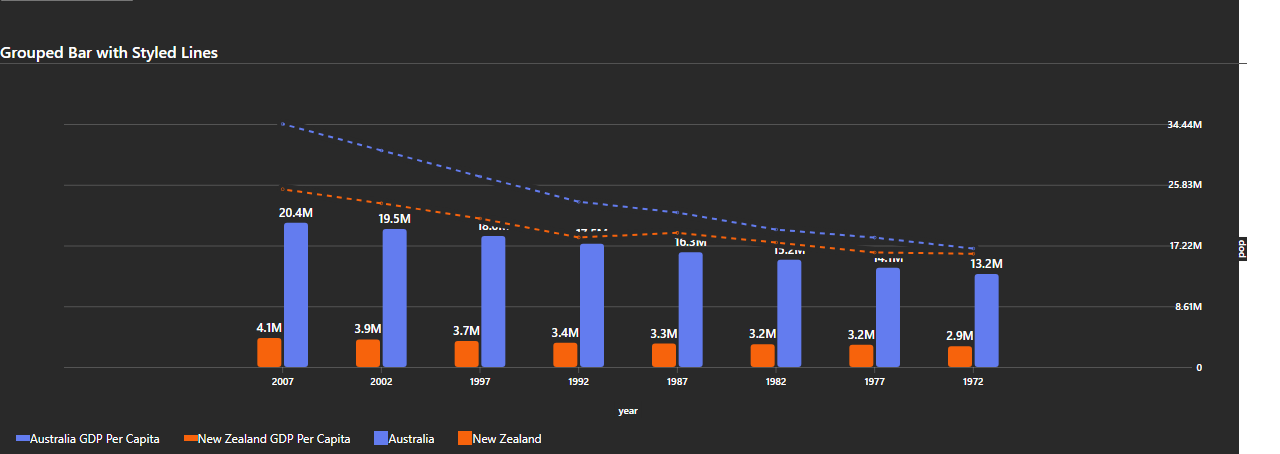 Grouped Bar with Styled Lines
34.44M
25.83M
20.4M
19.5M
16.3M
17.22M
pop
15.2M
13.2M
8.61M
4.1M
3.9M
3.7M
3.4M
3.3M
3.2M
3.2M
2.9M
0
2007 2002 1997 1992 1987 1982 1977 1972
year
Australia GDP Per Capita New Zealand GDP Per Capita Australia New Zealand